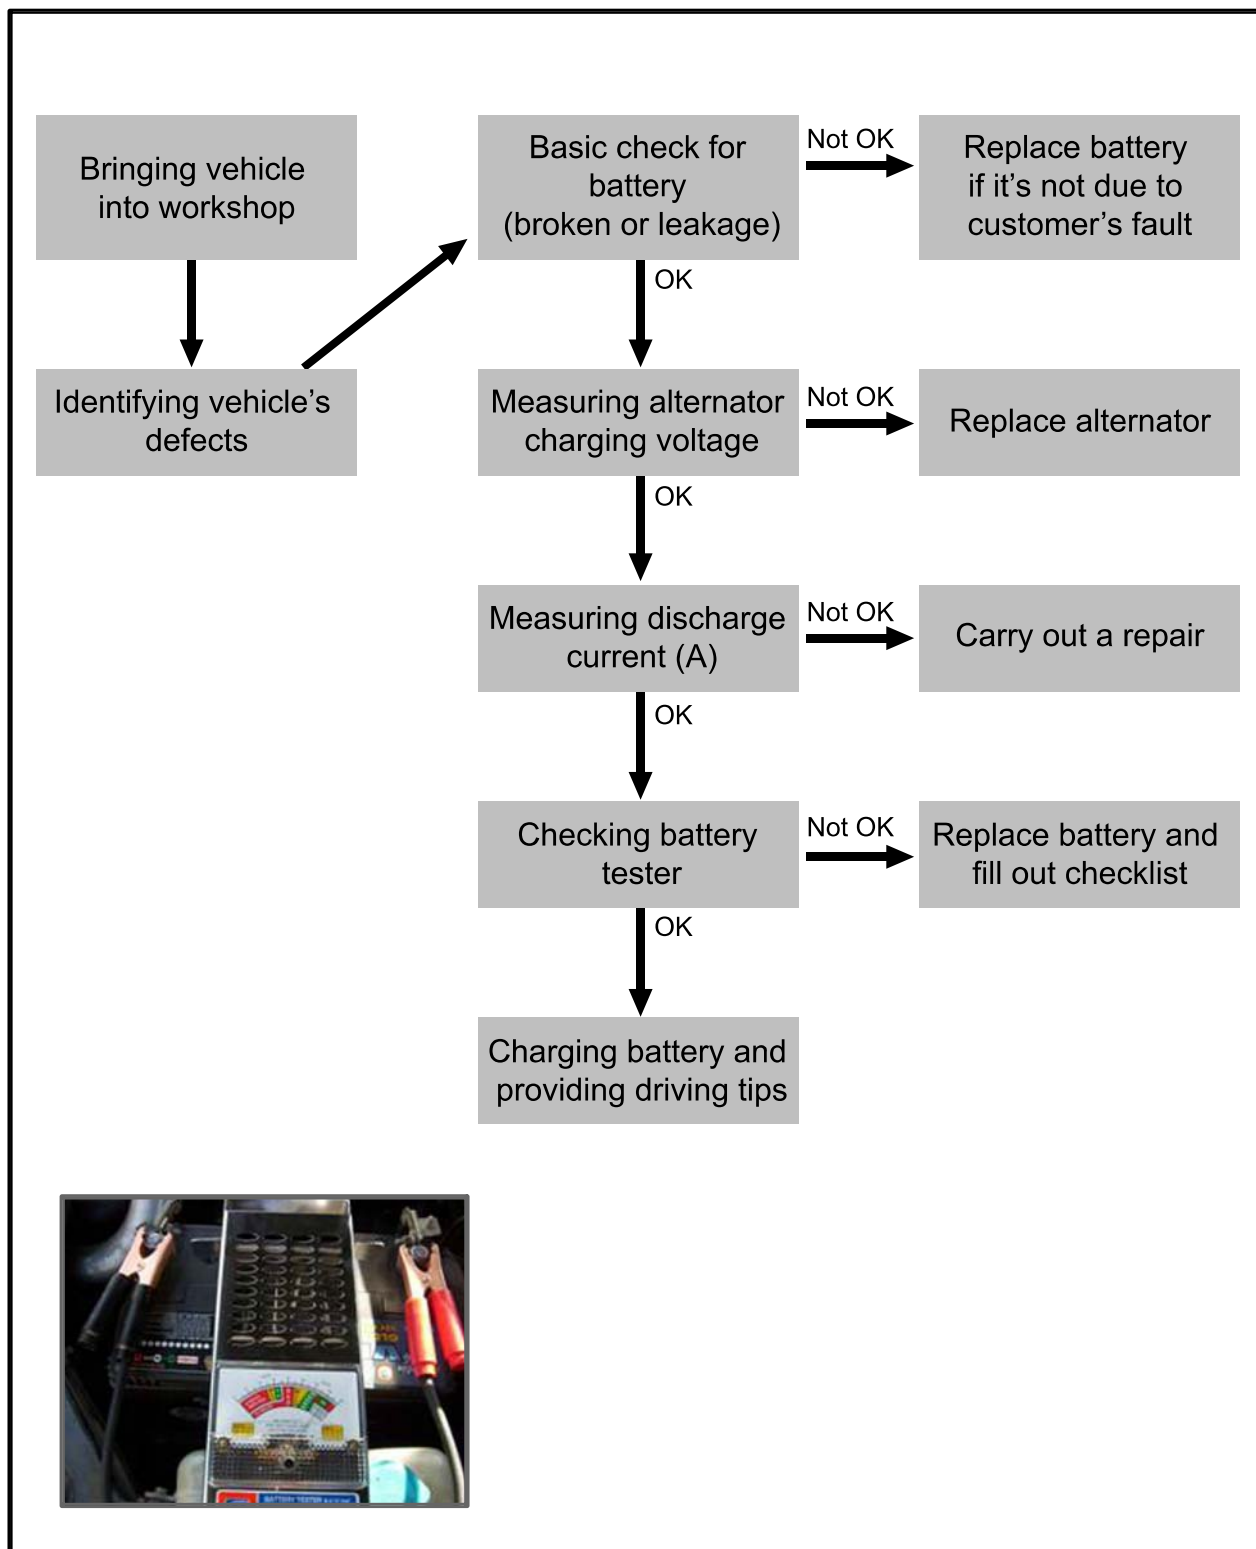 Bringing vehicle
into workshop
Identifying vehicle’s
defects
Basic check for
battery
(broken or leakage)
Not OK
Replace battery
if it’s not due to
customer’s fault
OK
Measuring alternator
charging voltage
Not OK
Replace alternator
OK
Measuring discharge
current (A)
Not OK
Carry out a repair
OK
Checking battery
tester
Not OK
Replace battery and
fill out checklist
OK
Charging battery and
providing driving tips
BATTERY TESTER